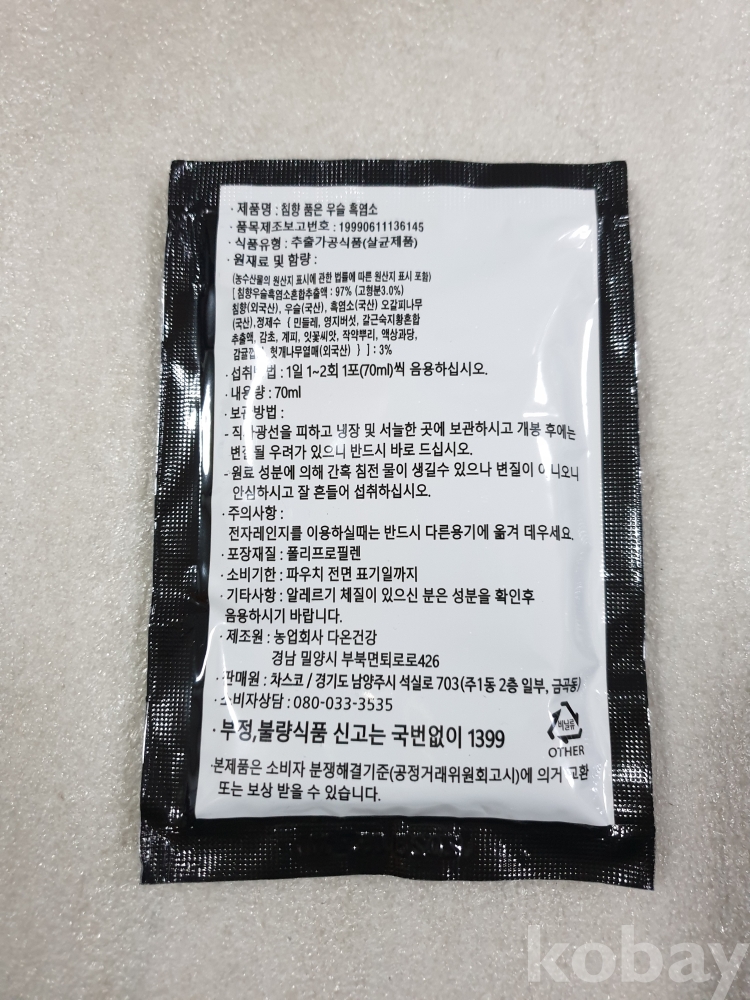 · 제품명 : 침향 품은 우슬 흑염소
· 품목제조보고번호 : 19990611136145
· 식품유형 : 추출가공식품(살균제품)
· 원재료 및 함량 :
(농수산물의 원산지 표시에 관한 법률에 따른 원산지 표시 포함)
[ 침향우슬흑염소혼합추출액 : 97% (고형분3.0%)
침향(외국산), 우슬(국산), 흑염소(국산) 오갈피나무
(국산),정제수 { 민들레, 영지버섯, 갈근숙지황혼합
추출액, 감초, 계피, 잇꽃씨앗, 작약뿌리, 액상과당,
감귤껍질, 헛개나무열매(외국산) } ] : 3%
· 섭취방법 : 1일 1~2회 1포(70ml)씩 음용하십시오.
· 내용량 : 70ml
· 보관방법 :
- 직사광선을 피하고 냉장 및 서늘한 곳에 보관하시고 개봉 후에는
변질될 우려가 있으니 반드시 바로 드십시오.
- 원료 성분에 의해 간혹 침전 물이 생길수 있으나 변질이 아니오니
안심하시고 잘 흔들어 섭취하십시오.
· 주의사항 :
전자레인지를 이용하실때는 반드시 다른용기에 옮겨 데우세요.
· 포장재질 : 폴리프로필렌
· 소비기한 : 파우치 전면 표기일까지
· 기타사항 : 알레르기 체질이 있으신 분은 성분을 확인후
음용하시기 바랍니다.
· 제조원 : 농업회사 다온건강
경남 밀양시 부북면퇴로로426
· 판매원 : 차스코 / 경기도 남양주시 석실로 703(주1동 2층 일부, 금곡동)
· 소비자상담 : 080-033-3535
· 부정,불량식품 신고는 국번없이 1399
비닐류
OTHER
·본제품은 소비자 분쟁해결기준(공정거래위원회고시)에 의거 교환
또는 보상 받을 수 있습니다.
kobay